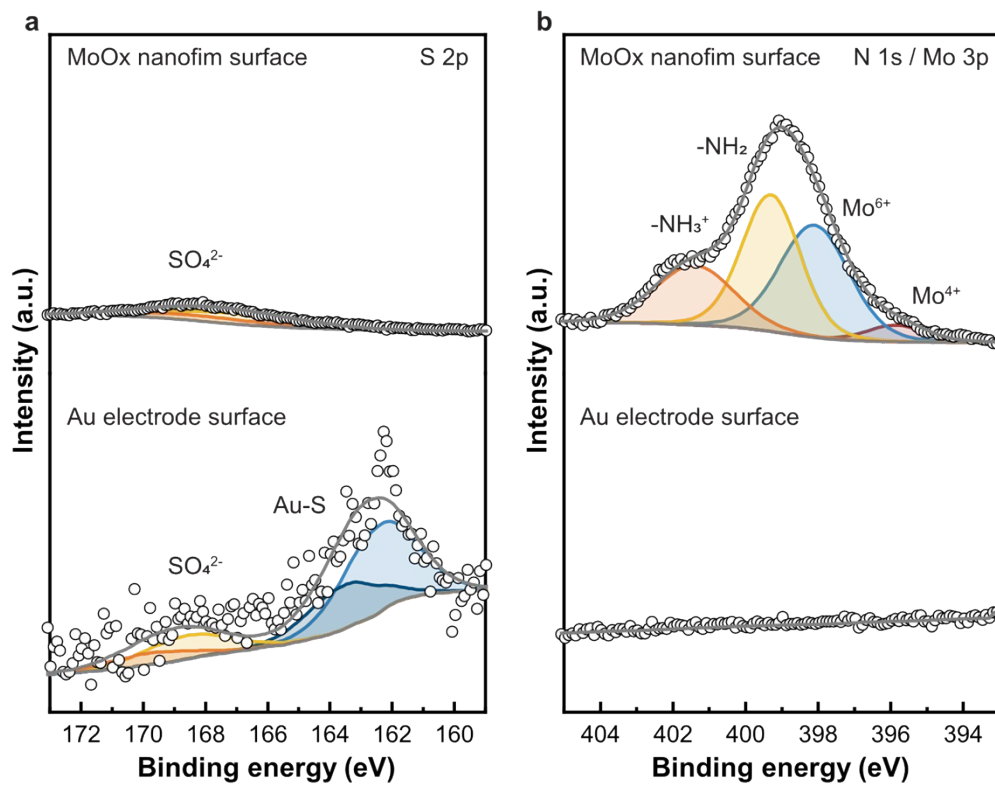 a
MoOx nanofim surface S 2p
SO₄²⁻
Au electrode surface
Au-S
SO₄²⁻
Intensity (a.u.)
172 170 168 166 164 162 160
Binding energy (eV)
b
MoOx nanofim surface N 1s / Mo 3p
-NH₂
-NH₃⁺
Mo⁶⁺
Mo⁴⁺
Au electrode surface
Intensity (a.u.)
404 402 400 398 396 394
Binding energy (eV)